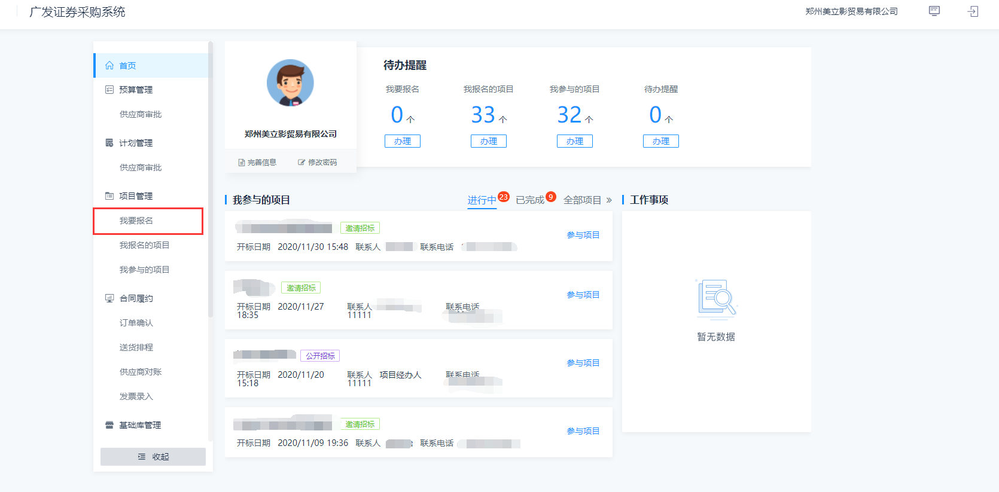 广发证券采购系统
郑州美立影贸易有限公司
首页
预算管理
供应商审批
计划管理
供应商审批
项目管理
我要报名
我报名的项目
我参与的项目
合同履约
订单确认
送货排程
供应商对账
发票录入
基础库管理
收起
郑州美立影贸易有限公司
完善信息 修改密码
待办提醒
我要报名 我报名的项目 我参与的项目 待办提醒
0 个 33 个 32 个 0 个
办理 办理 办理 办理
我参与的项目 进行中 23 已完成 9 全部项目 »
邀请招标
参与项目
开标日期 2020/11/30 15:48 联系人 联系电话
邀请招标
参与项目
开标日期 2020/11/27 联系人 联系电话
18:35 11111
公开招标
参与项目
开标日期 2020/11/20 联系人 项目经办人 联系电话
15:18 11111
邀请招标
参与项目
开标日期 2020/11/09 19:36 联系人 联系电话
工作事项
暂无数据